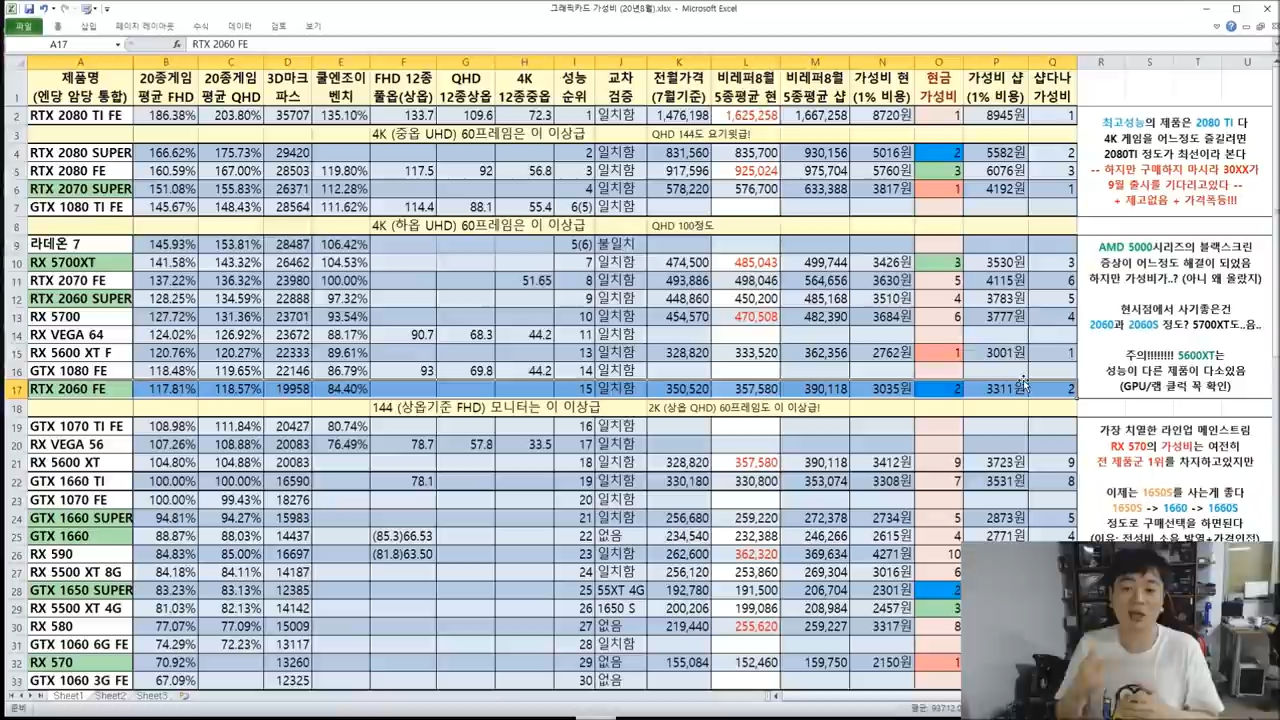 그래픽카드 가성비 (20년8월).xlsx - Microsoft Excel
파일 홈 삽입 페이지 레이아웃 수식 데이터 검토 보기
A17 fx RTX 2060 FE
A B C D E F G H I J K L M N O P Q R S T U
1 제품명 (엔당 암당 통합) 20종게임 평균 FHD 20종게임 평균 QHD 3D마크 파스 쿨엔조이 벤치 FHD 12종 풀옵(상옵) QHD 12종상옵 4K 12종중옵 성능 순위 교차 검증 전월가격 (7월기준) 비레퍼8월 5종평균 현 비레퍼8월 5종평균 샵 가성비 현 (1% 비용) 현금 가성비 가성비 샵 (1% 비용) 샵다나 가성비
2 RTX 2080 TI FE 186.38% 203.80% 35707 135.10% 133.7 109.6 72.3 1 일치함 1,476,198 1,625,258 1,667,258 8720원 1 8945원 1
3 4K (중옵 UHD) 60프레임은 이 이상급 QHD 144도 요기윗급!
4 RTX 2080 SUPER 166.62% 175.73% 29420 2 일치함 831,560 835,700 930,156 5016원 2 5582원 2
5 RTX 2080 FE 160.59% 167.00% 28503 119.80% 117.5 92 56.8 3 일치함 917,596 925,024 975,704 5760원 3 6076원 3
6 RTX 2070 SUPER 151.08% 155.83% 26371 112.28% 4 일치함 578,220 576,700 633,388 3817원 1 4192원 1
7 GTX 1080 TI FE 145.67% 148.43% 28564 111.62% 114.4 88.1 55.4 6(5) 일치함
8 4K (하옵 UHD) 60프레임은 이 이상급 QHD 100정도
9 라데온 7 145.93% 153.81% 28487 106.42% 5(6) 불일치
10 RX 5700XT 141.58% 143.32% 26462 104.53% 7 일치함 474,500 485,043 499,744 3426원 3 3530원 3
11 RTX 2070 FE 137.22% 136.32% 23980 100.00% 51.65 8 일치함 493,886 498,046 564,656 3630원 5 4115원 6
12 RTX 2060 SUPER 128.25% 134.59% 22888 97.32% 9 일치함 448,860 450,200 485,168 3510원 4 3783원 5
13 RX 5700 127.72% 131.36% 23701 93.54% 10 일치함 454,570 470,508 482,390 3684원 6 3777원 4
14 RX VEGA 64 124.02% 126.92% 23672 88.17% 90.7 68.3 44.2 11 일치함
15 RX 5600 XT F 120.76% 120.27% 22333 89.61% 13 일치함 328,820 333,520 362,356 2762원 1 3001원 1
16 GTX 1080 FE 118.48% 119.65% 22146 86.79% 93 69.8 44.2 14 일치함
17 RTX 2060 FE 117.81% 118.57% 19958 84.40% 15 일치함 350,520 357,580 390,118 3035원 2 3311원 2
18 144 (상옵기준 FHD) 모니터는 이 이상급 2K (상옵 QHD) 60프레임도 이 이상급!
19 GTX 1070 TI FE 108.98% 111.84% 20427 80.74% 16 일치함
20 RX VEGA 56 107.26% 108.88% 20083 76.49% 78.7 57.8 33.5 17 일치함
21 RX 5600 XT 104.80% 104.88% 20083 18 일치함 328,820 357,580 390,118 3412원 9 3723원 9
22 GTX 1660 TI 100.00% 100.00% 16590 78.1 19 일치함 330,180 330,800 353,074 3308원 7 3531원 8
23 GTX 1070 FE 100.00% 99.43% 18276 20 일치함
24 GTX 1660 SUPER 94.81% 94.27% 15983 21 일치함 256,680 259,220 272,378 2734원 5 2873원 5
25 GTX 1660 88.87% 88.03% 14437 (85.3)66.53 22 없음 234,540 232,388 246,266 2615원 4 2771원 4
26 RX 590 84.83% 85.00% 16697 (81.8)63.50 23 일치함 262,600 362,320 369,634 4271원 10
27 RX 5500 XT 8G 84.18% 84.11% 14187 24 일치함 256,120 253,860 269,304 3016원 6
28 GTX 1650 SUPER 83.23% 83.13% 12385 25 55XT 4G 192,780 191,500 206,704 2301원 2
29 RX 5500 XT 4G 81.03% 82.13% 14142 26 1650 S 200,206 199,086 208,984 2457원 3
30 RX 580 77.07% 77.09% 15009 27 없음 219,440 255,620 259,227 3317원 8
31 GTX 1060 6G FE 74.29% 72.23% 13117 28 일치함
32 RX 570 70.92% 13260 29 없음 155,084 152,460 159,750 2150원 1
33 GTX 1060 3G FE 67.09% 12325 30 없음
최고성능의 제품은 2080 TI 다
4K 게임을 어느정도 즐길려면
2080TI 정도가 최선이라 본다
-- 하지만 구매하지 마시라 30XX가
9월 출시를 기다리고있다 --
+ 재고없음 + 가격폭등!!!
AMD 5000시리즈의 블랙스크린
증상이 어느정도 해결이 되었음
하지만 가성비가..? (아니 왜 올랐지)
현시점에서 사기좋은건
2060과 2060S 정도? 5700XT도..음..
주의!!!!!!!! 5600XT는
성능이 다른 제품이 다소있음
(GPU/램 클럭 꼭 확인)
가장 치열한 라인업 메인스트림
RX 570의 가성비는 여전히
전 제품군 1위를 차지하고있지만
이제는 1650S를 사는게 좋다
1650S -> 1660 -> 1660S
정도로 구매선택을 하면된다
(이유: 전성비 소음 발열+가격인점)
Sheet1 Sheet2 Sheet3
준비